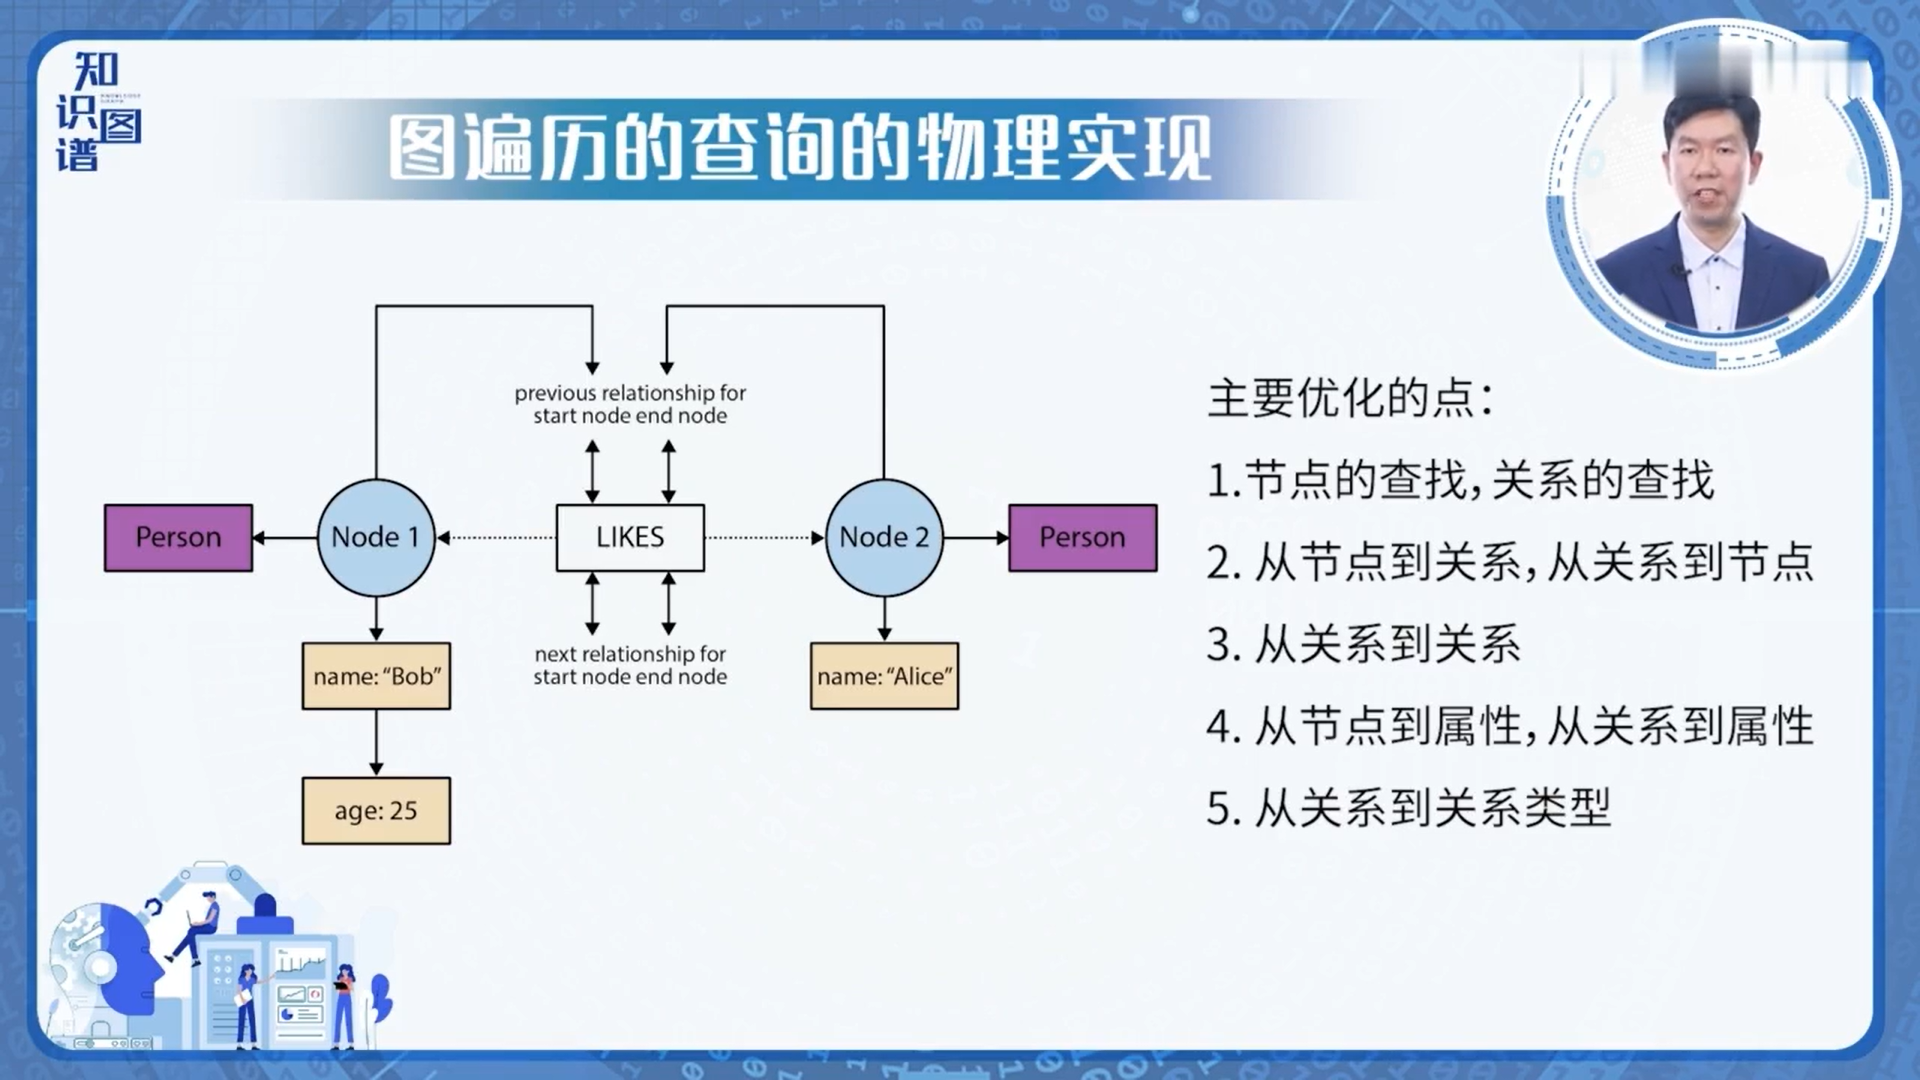 知识图谱
KNOWLEDGE GRAPH
图遍历的查询的物理实现
previous relationship for
start node end node
Person
Node 1
LIKES
Node 2
Person
name: “Bob”
next relationship for
start node end node
name: “Alice”
age: 25
主要优化的点：
1.节点的查找，关系的查找
2. 从节点到关系，从关系到节点
3. 从关系到关系
4. 从节点到属性，从关系到属性
5. 从关系到关系类型